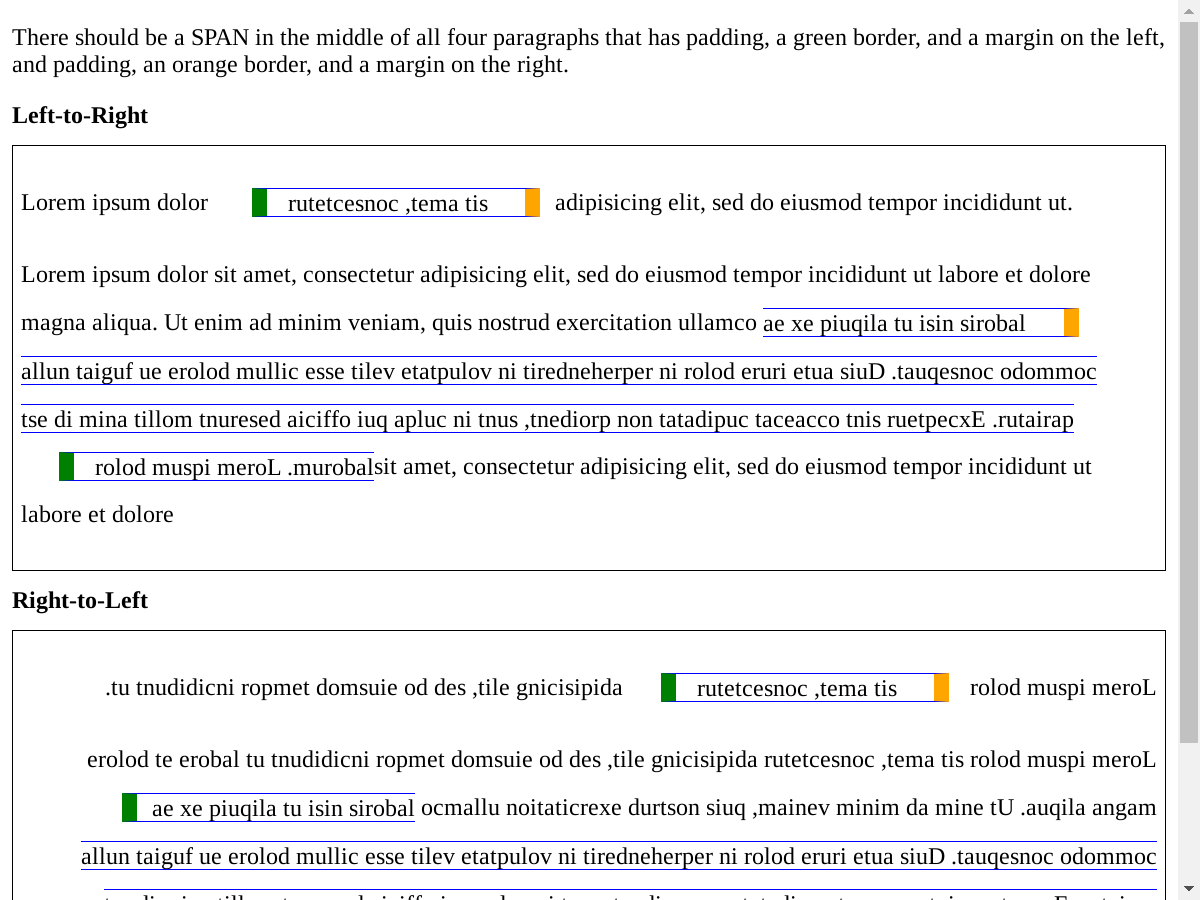 There should be a SPAN in the middle of all four paragraphs that has padding, a green border, and a margin on the left,
and padding, an orange border, and a margin on the right.
Left-to-Right
Lorem ipsum dolor rutetcesnoc ,tema tis adipisicing elit, sed do eiusmod tempor incididunt ut.
Lorem ipsum dolor sit amet, consectetur adipisicing elit, sed do eiusmod tempor incididunt ut labore et dolore
magna aliqua. Ut enim ad minim veniam, quis nostrud exercitation ullamco ae xe piuqila tu isin sirobal
allun taiguf ue erolod mullic esse tilev etatpulov ni tiredneherper ni rolod eruri etua siuD .tauqesnoc odommoc
tse di mina tillom tnuresed aiciffo iuq apluc ni tnus ,tnediorp non tatadipuc taceacco tnis ruetpecxE .rutairap
rolod muspi meroL .murobalsit amet, consectetur adipisicing elit, sed do eiusmod tempor incididunt ut
labore et dolore
Right-to-Left
.tu tnudidicni ropmet domsuie od des ,tile gnicisipida rutetcesnoc ,tema tis rolod muspi meroL
erolod te erobal tu tnudidicni ropmet domsuie od des ,tile gnicisipida rutetcesnoc ,tema tis rolod muspi meroL
ae xe piuqila tu isin sirobal ocmallu noitaticrexe durtson siuq ,mainev minim da mine tU .auqila angam
allun taiguf ue erolod mullic esse tilev etatpulov ni tiredneherper ni rolod eruri etua siuD .tauqesnoc odommoc